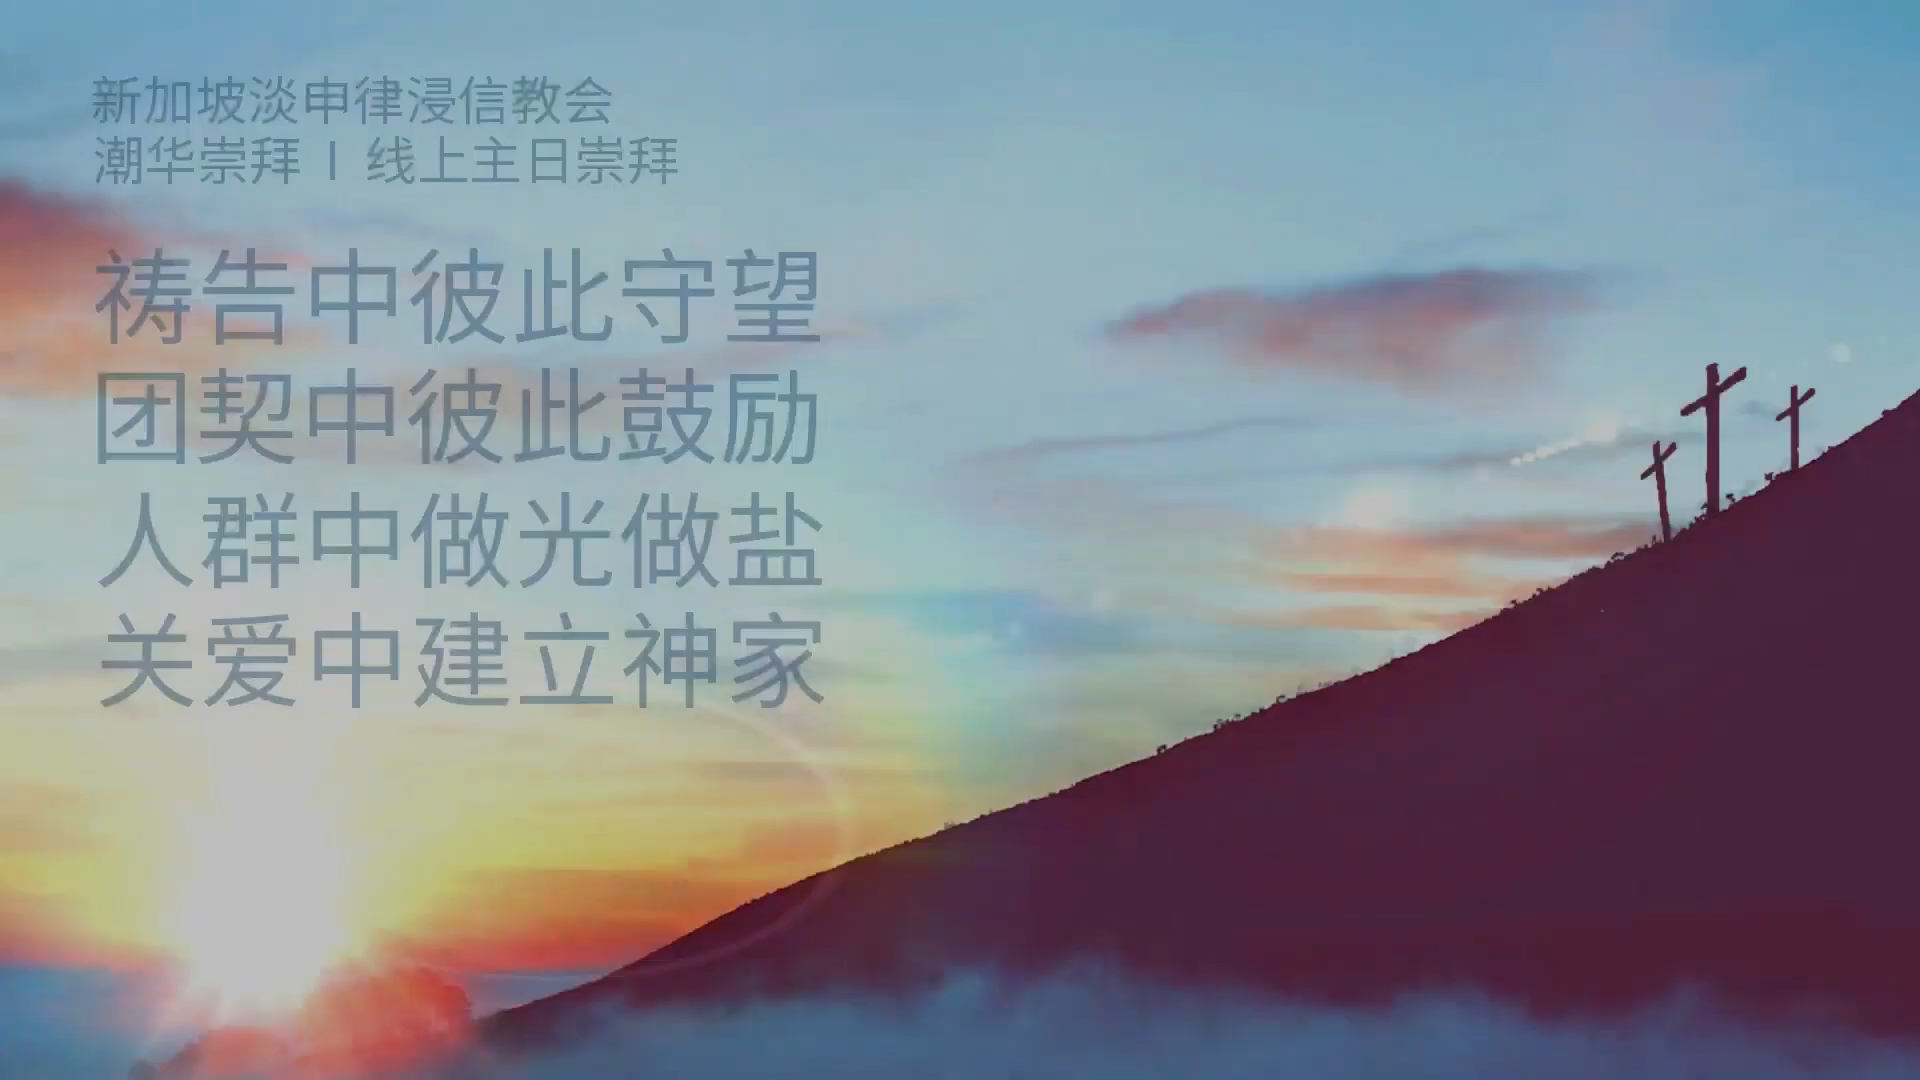 新加坡淡申律浸信教会
潮华崇拜 I 线上主日崇拜
祷告中彼此守望
团契中彼此鼓励
人群中做光做盐
关爱中建立神家